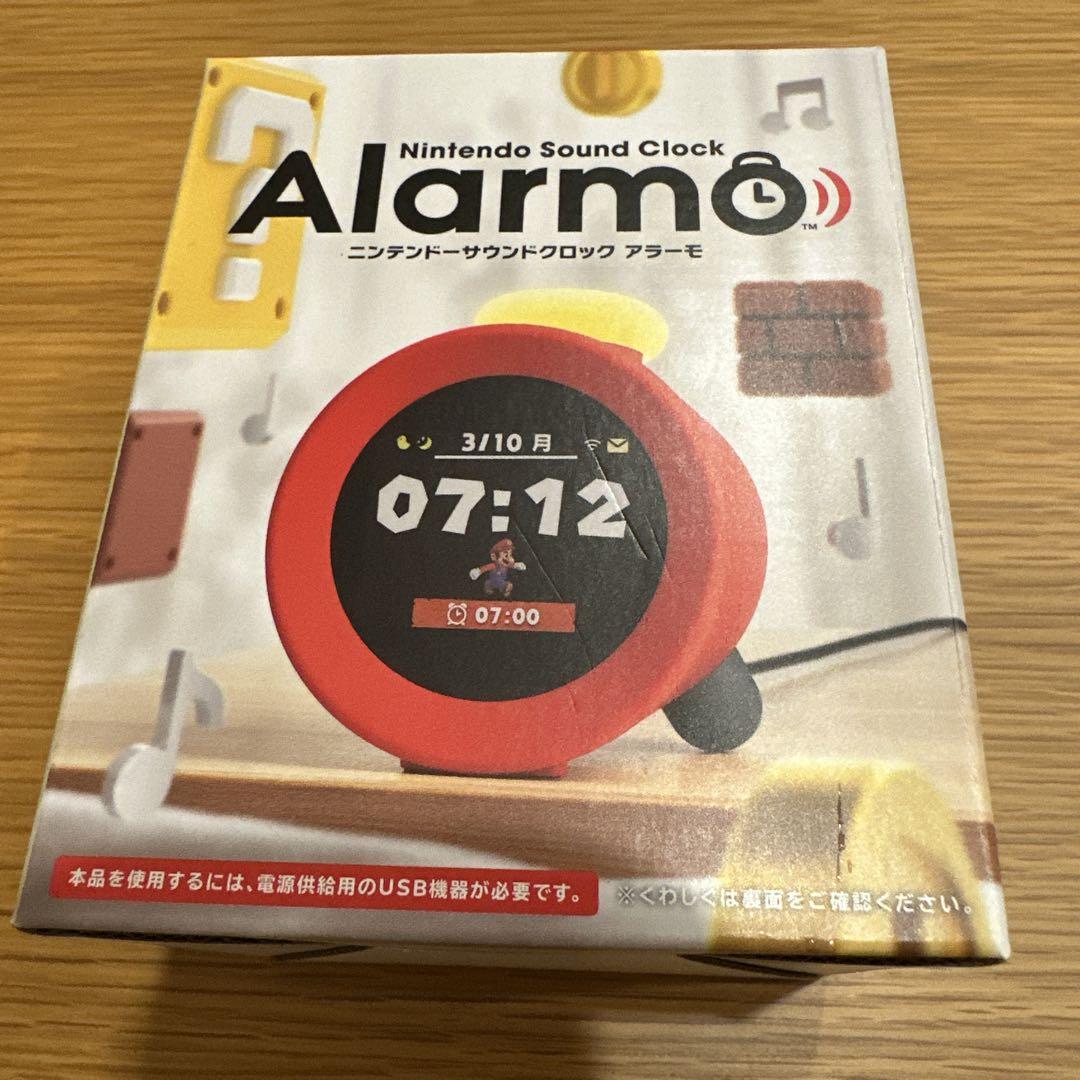 Nintendo Sound Clock
Alarmo
TM
ニンテンドーサウンドクロック アラーモ
3/10 月
07:12
07:00
本品を使用するには、電源供給用のUSB機器が必要です。
※くわしくは裏面をご確認ください。